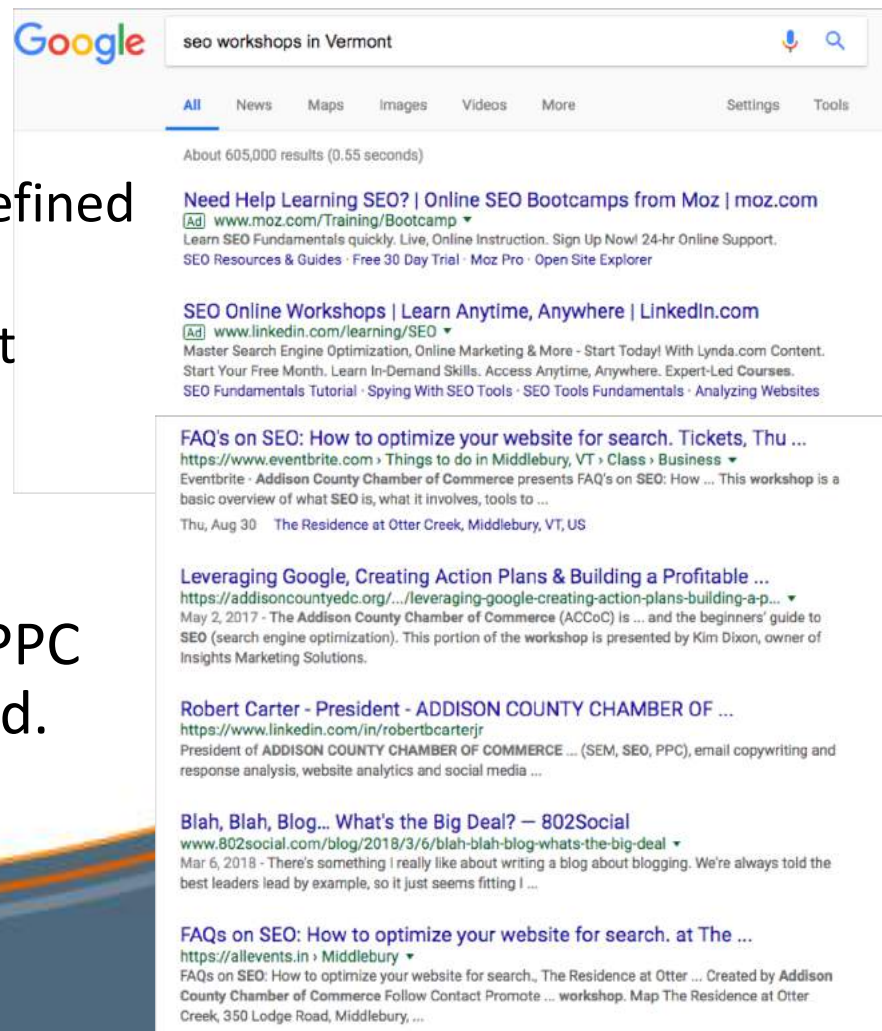 Google
seo workshops in Vermont
All News Maps Images Videos More Settings Tools
About 605,000 results (0.55 seconds)
efined
Need Help Learning SEO? | Online SEO Bootcamps from Moz | moz.com
Ad www.moz.com/Training/Bootcamp ▼
Learn SEO Fundamentals quickly. Live, Online Instruction. Sign Up Now! 24-hr Online Support.
SEO Resources & Guides · Free 30 Day Trial · Moz Pro · Open Site Explorer
t
SEO Online Workshops | Learn Anytime, Anywhere | LinkedIn.com
Ad www.linkedin.com/learning/SEO ▼
Master Search Engine Optimization, Online Marketing & More - Start Today! With Lynda.com Content.
Start Your Free Month. Learn In-Demand Skills. Access Anytime, Anywhere. Expert-Led Courses.
SEO Fundamentals Tutorial · Spying With SEO Tools · SEO Tools Fundamentals · Analyzing Websites
FAQ's on SEO: How to optimize your website for search. Tickets, Thu ...
https://www.eventbrite.com › Things to do in Middlebury, VT › Class › Business ▼
Eventbrite - Addison County Chamber of Commerce presents FAQ's on SEO: How ... This workshop is a
basic overview of what SEO is, what it involves, tools to ...
Thu, Aug 30 The Residence at Otter Creek, Middlebury, VT, US
Leveraging Google, Creating Action Plans & Building a Profitable ...
https://addisoncountyedc.org/.../leveraging-google-creating-action-plans-building-a-p... ▼
May 2, 2017 - The Addison County Chamber of Commerce (ACCoC) is ... and the beginners' guide to
SEO (search engine optimization). This portion of the workshop is presented by Kim Dixon, owner of
Insights Marketing Solutions.
PPC
d.
Robert Carter - President - ADDISON COUNTY CHAMBER OF ...
https://www.linkedin.com/in/robertbcarterjr
President of ADDISON COUNTY CHAMBER OF COMMERCE ... (SEM, SEO, PPC), email copywriting and
response analysis, website analytics and social media ...
Blah, Blah, Blog... What's the Big Deal? — 802Social
www.802social.com/blog/2018/3/6/blah-blah-blog-whats-the-big-deal ▼
Mar 6, 2018 - There's something I really like about writing a blog about blogging. We're always told the
best leaders lead by example, so it just seems fitting I ...
FAQs on SEO: How to optimize your website for search. at The ...
https://allevents.in › Middlebury ▼
FAQs on SEO: How to optimize your website for search., The Residence at Otter ... Created by Addison
County Chamber of Commerce Follow Contact Promote ... workshop. Map The Residence at Otter
Creek, 350 Lodge Road, Middlebury, ...